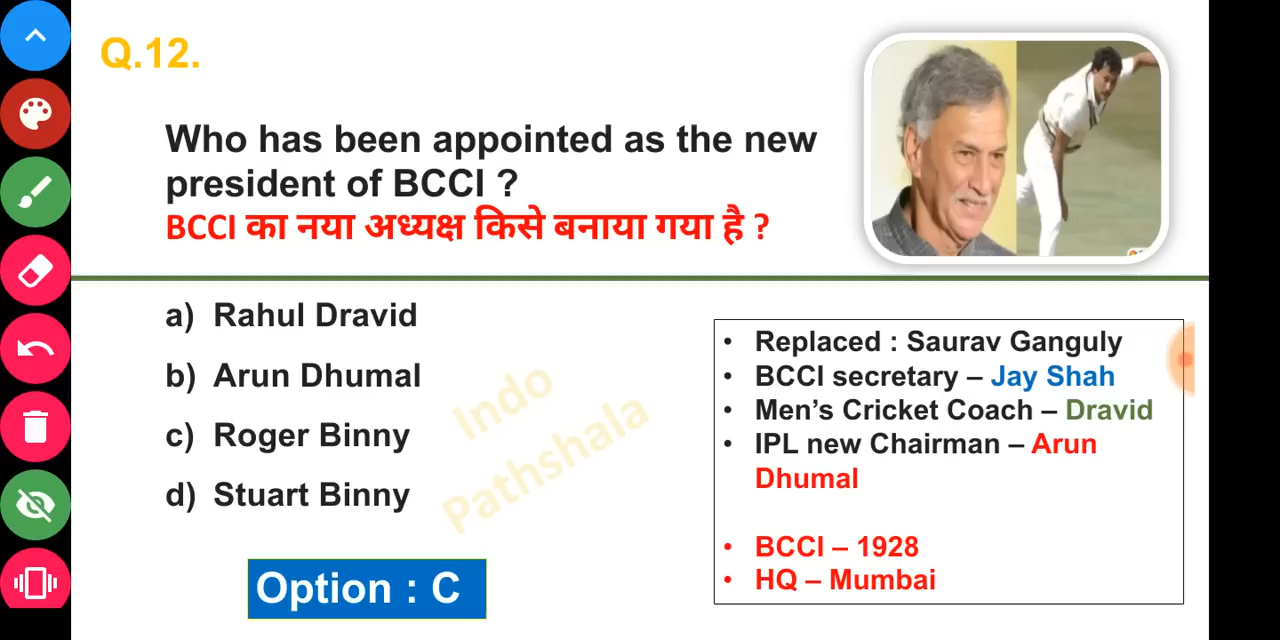 Q.12.
Who has been appointed as the new
president of BCCI ?
BCCI का नया अध्यक्ष किसे बनाया गया है ?
a) Rahul Dravid
b) Arun Dhumal
c) Roger Binny
d) Stuart Binny
Option : C
• Replaced : Saurav Ganguly
• BCCI secretary – Jay Shah
• Men’s Cricket Coach – Dravid
• IPL new Chairman – Arun
Dhumal
• BCCI – 1928
• HQ – Mumbai
Indo
Pathshala